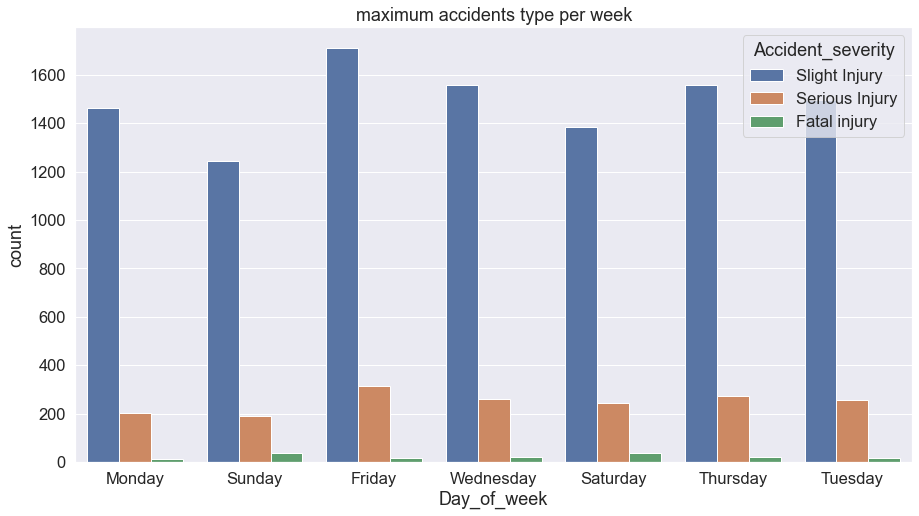 maximum accidents type per week
Accident_severity
Slight Injury
Serious Injury
Fatal injury
count
1600
1400
1200
1000
800
600
400
200
0
Monday Sunday Friday Wednesday Saturday Thursday Tuesday
Day_of_week